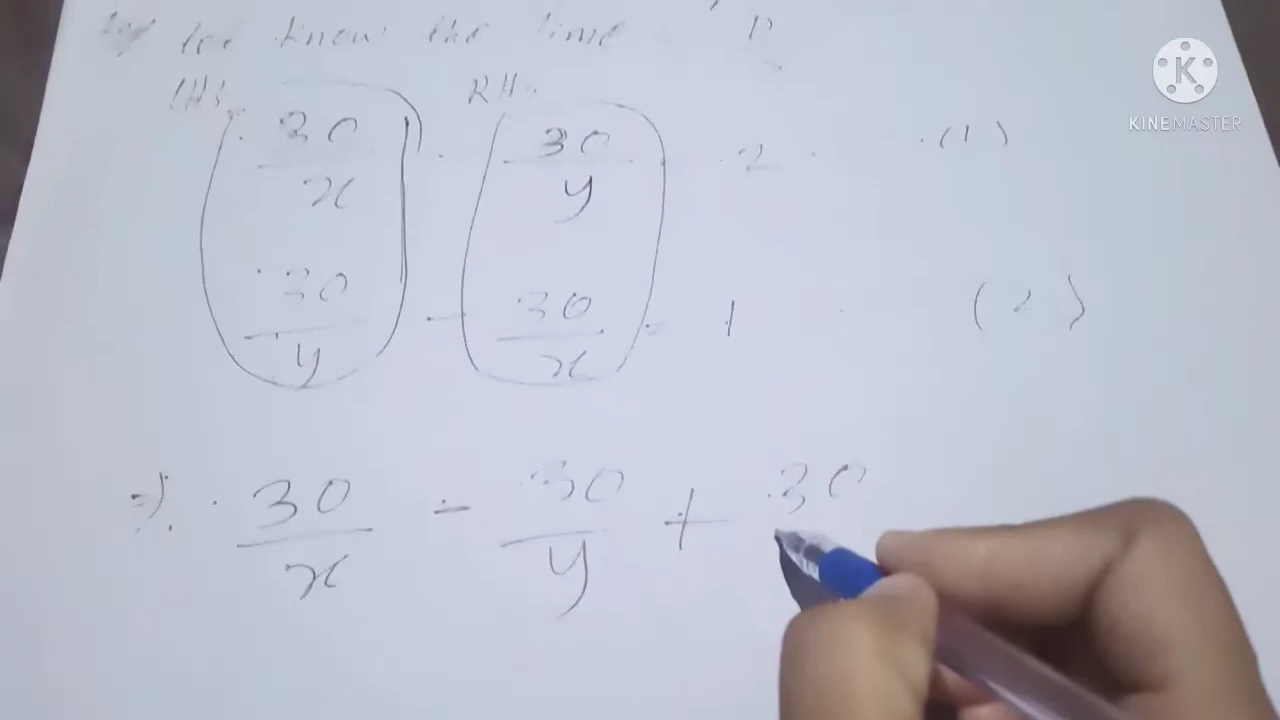 let know the time
LHS RHS
30/x - 30/y = 2 (1)
30/y - 30/x = 1 (2)
=> 30/x - 30/y + 30
KINEMASTER